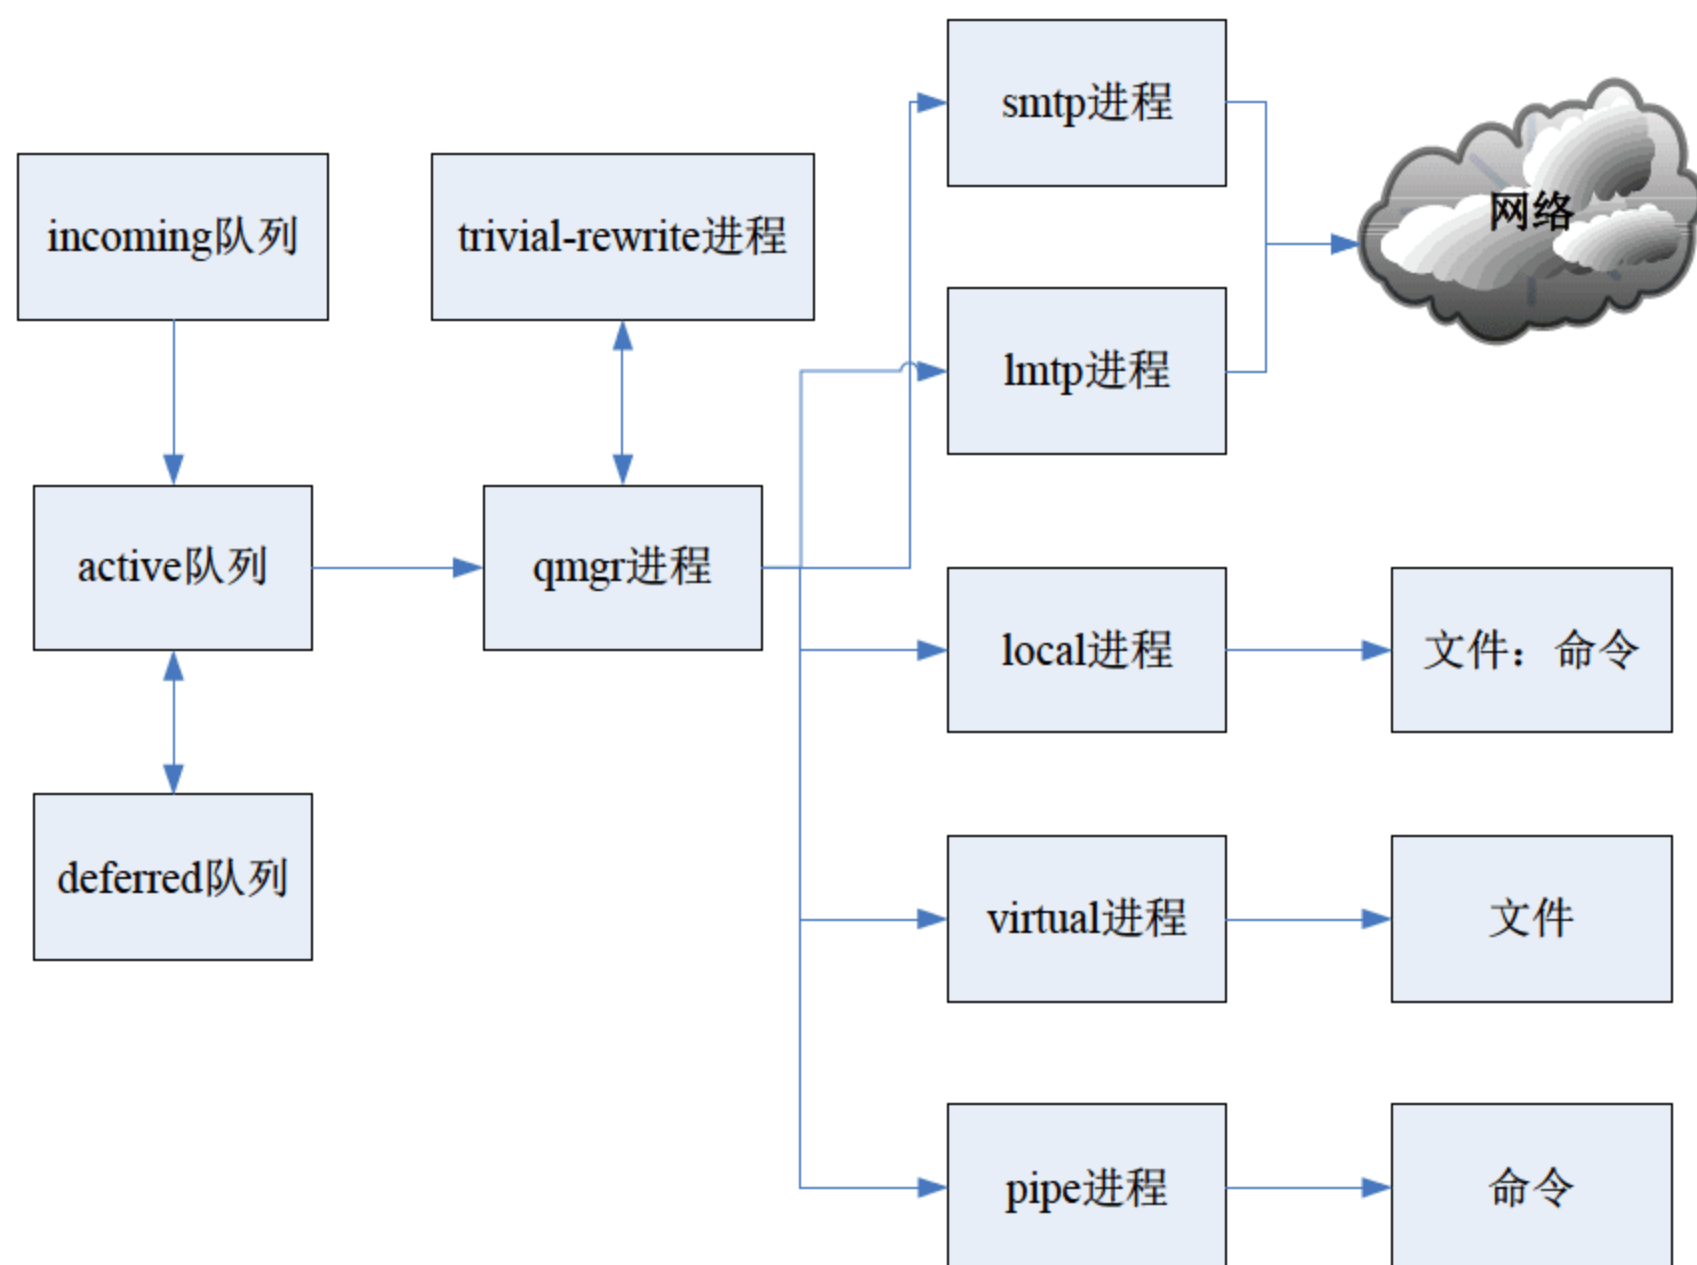 smtp进程
incoming队列
trivial-rewrite进程
网络
lmtp进程
active队列
qmgr进程
local进程
文件：命令
deferred队列
virtual进程
文件
pipe进程
命令